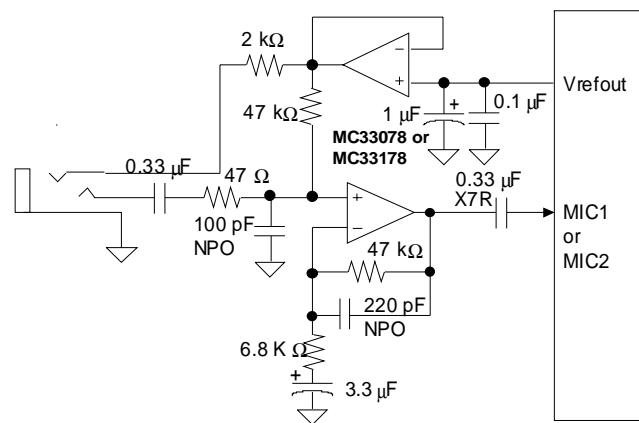 2 kΩ
−
+
Vrefout
47 kΩ
1 µF
+
0.1 µF
MC33078 or
MC33178
0.33 µF
47 Ω
0.33 µF
X7R
+
−
100 pF
NPO
MIC1
or
MIC2
47 kΩ
220 pF
NPO
6.8 K Ω
+
3.3 µF